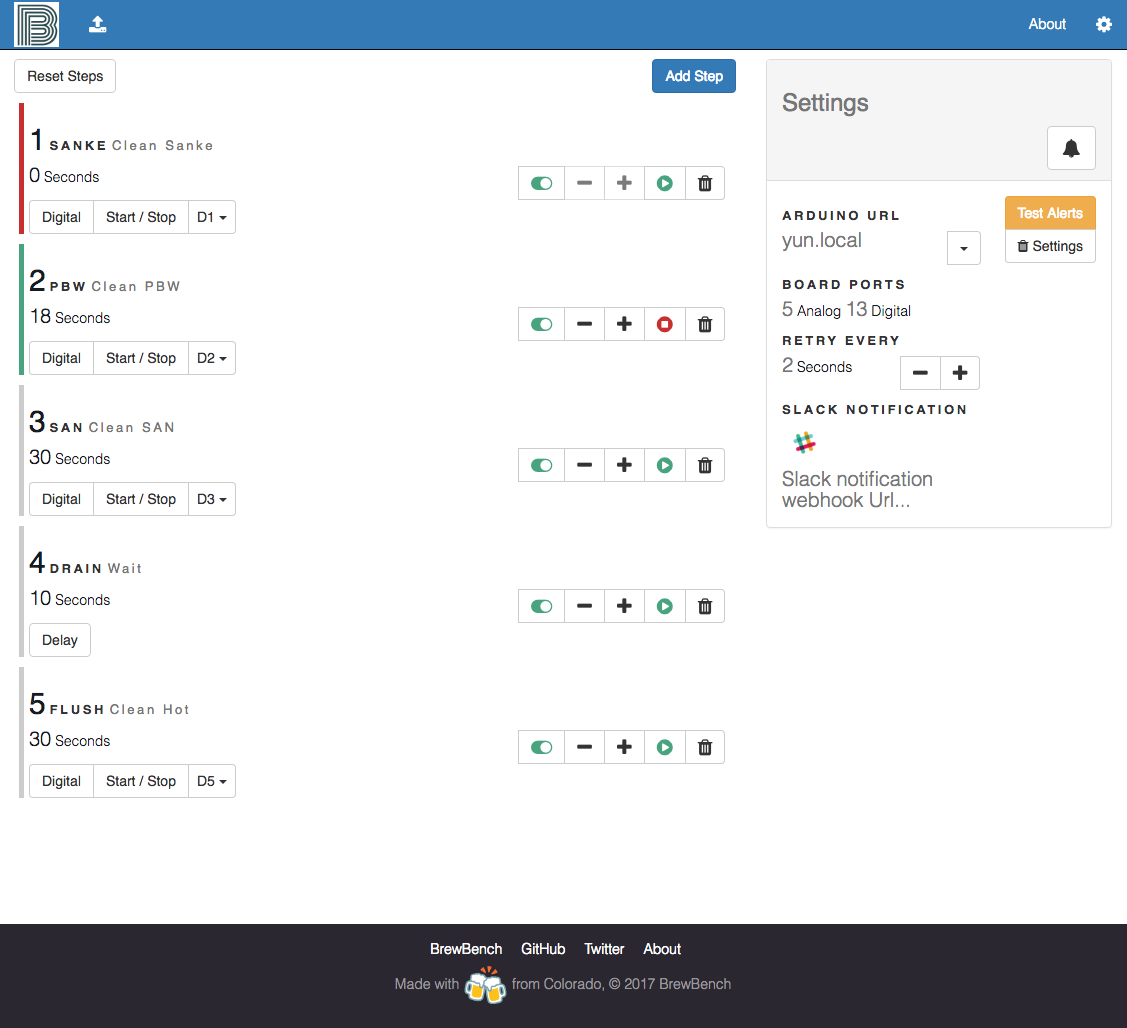 B
About
Reset Steps
Add Step
1 SANKE Clean Sanke
0 Seconds
Digital Start / Stop D1
2 PBW Clean PBW
18 Seconds
Digital Start / Stop D2
3 SAN Clean SAN
30 Seconds
Digital Start / Stop D3
4 DRAIN Wait
10 Seconds
Delay
5 FLUSH Clean Hot
30 Seconds
Digital Start / Stop D5
Settings
ARDUINO URL
yun.local
Test Alerts
Settings
BOARD PORTS
5 Analog 13 Digital
RETRY EVERY
2 Seconds
SLACK NOTIFICATION
Slack notification
webhook Url...
BrewBench GitHub Twitter About
Made with from Colorado, © 2017 BrewBench